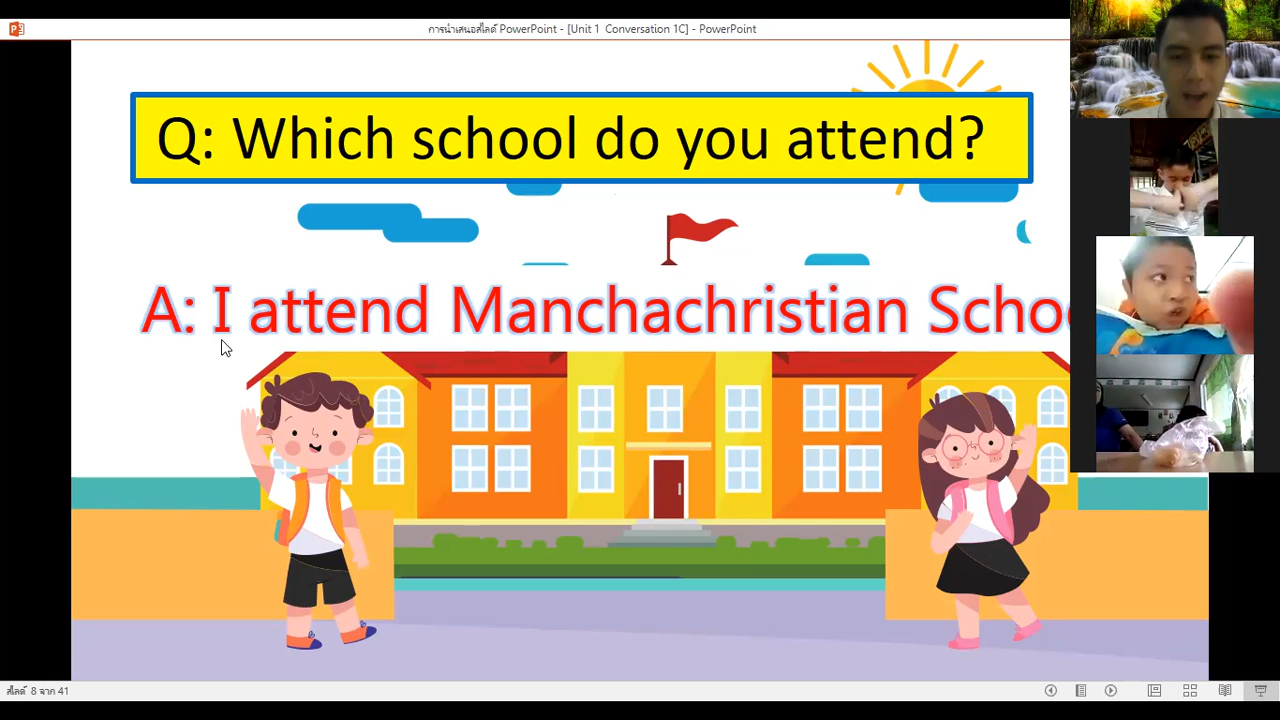 การนำเสนอสไลด์ PowerPoint - [Unit 1 Conversation 1C] - PowerPoint
Q: Which school do you attend?
A: I attend Manchachristian Schoo
สไลด์ 8 จาก 41